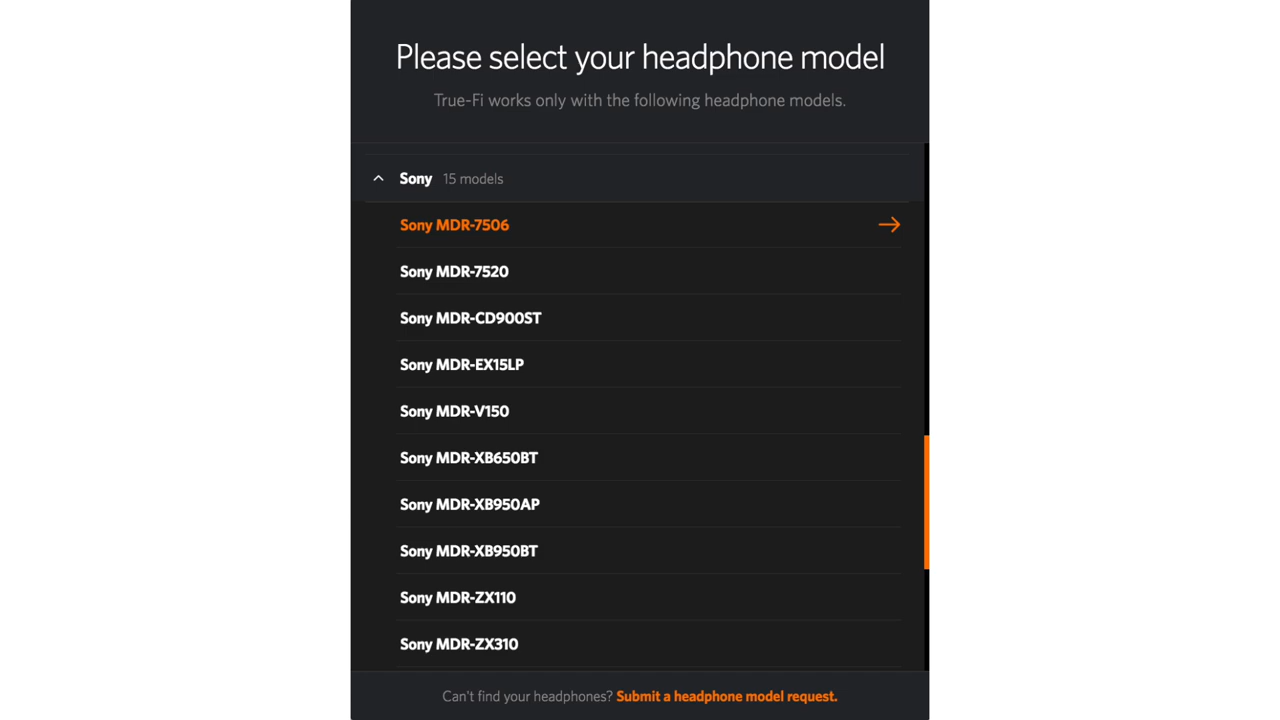 Please select your headphone model
True-Fi works only with the following headphone models.
Sony 15 models
Sony MDR-7506
Sony MDR-7520
Sony MDR-CD900ST
Sony MDR-EX15LP
Sony MDR-V150
Sony MDR-XB650BT
Sony MDR-XB950AP
Sony MDR-XB950BT
Sony MDR-ZX110
Sony MDR-ZX310
Can't find your headphones? Submit a headphone model request.